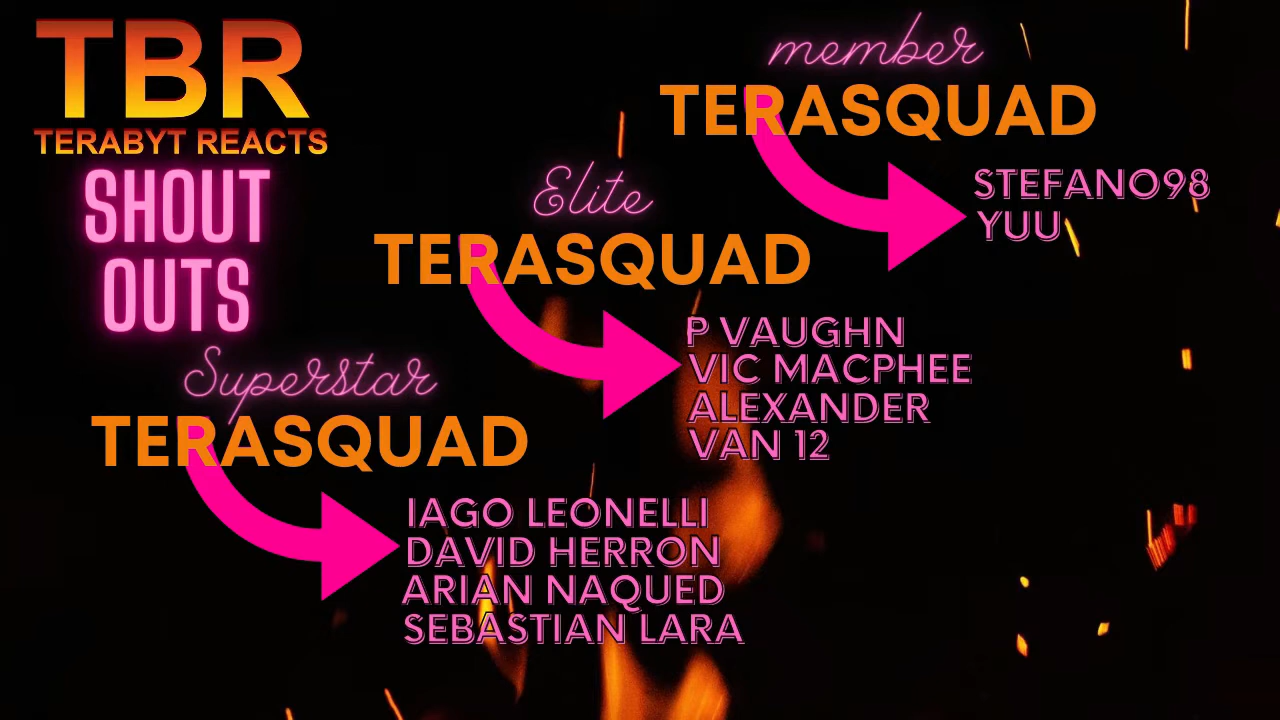 TBR
TERABYT REACTS
SHOUT
OUTS
member
TERASQUAD
STEFANO98
YUU
Elite
TERASQUAD
P VAUGHN
VIC MACPHEE
ALEXANDER
VAN 12
Superstar
TERASQUAD
IAGO LEONELLI
DAVID HERRON
ARIAN NAQUED
SEBASTIAN LARA